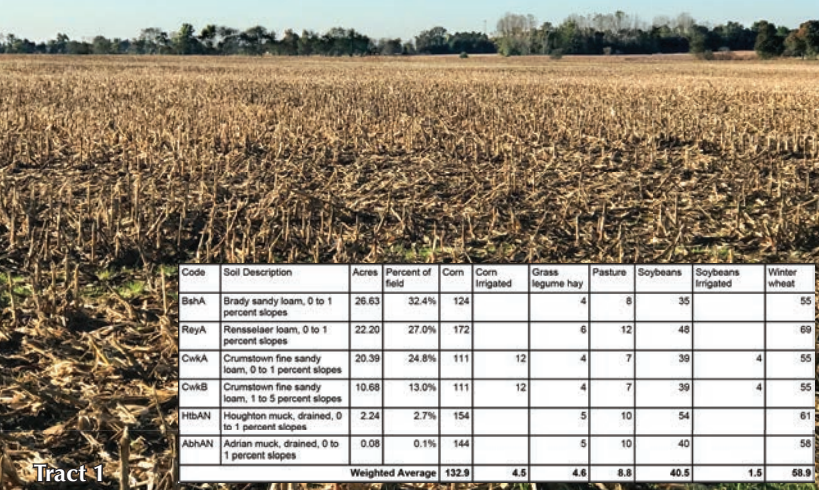 Code Soil Description Acres Percent of field Corn Corn Irrigated Grass legume hay Pasture Soybeans Soybeans Irrigated Winter wheat
BshA Brady sandy loam, 0 to 1 percent slopes 26.63 32.4% 124 4 8 35 55
ReyA Rensselaer loam, 0 to 1 percent slopes 22.20 27.0% 172 6 12 48 69
CwkA Crumstown fine sandy loam, 0 to 1 percent slopes 20.39 24.8% 111 12 4 7 39 4 55
CwkB Crumstown fine sandy loam, 1 to 5 percent slopes 10.68 13.0% 111 12 4 7 39 4 55
HtbAN Houghton muck, drained, 0 to 1 percent slopes 2.24 2.7% 154 5 10 54 61
AbhAN Adrian muck, drained, 0 to 1 percent slopes 0.08 0.1% 144 5 10 40 58
Weighted Average 132.9 4.5 4.6 8.8 40.5 1.5 58.9
Tract 1